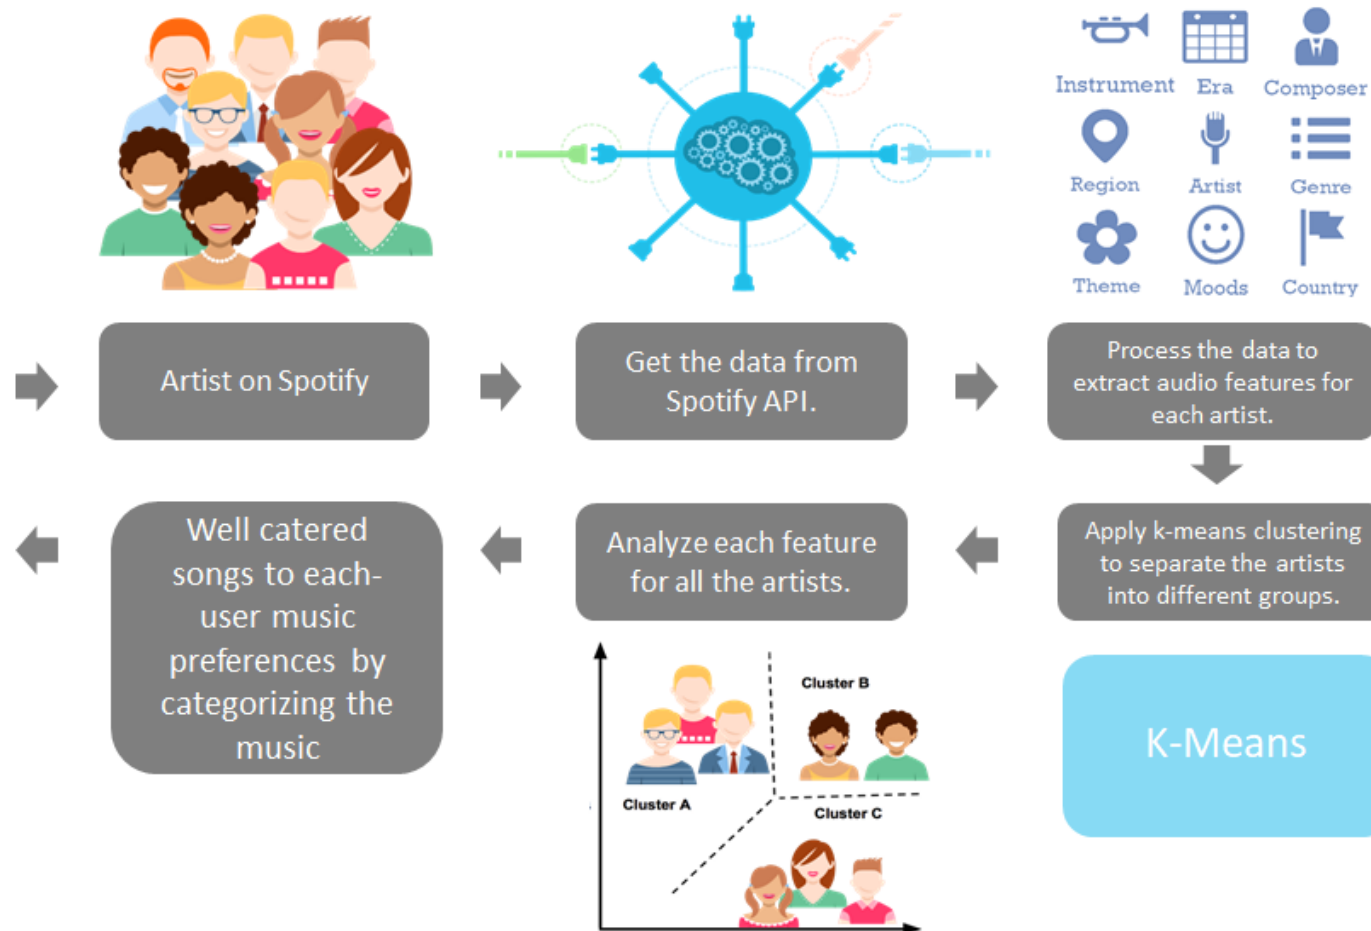 Instrument
Era
Composer
Region
Artist
Genre
Theme
Moods
Country
Artist on Spotify
Get the data from
Spotify API.
Process the data to
extract audio features for
each artist.
Apply k-means clustering
to separate the artists
into different groups.
Analyze each feature
for all the artists.
Well catered
songs to each-
user music
preferences by
categorizing the
music
Cluster A
Cluster B
Cluster C
K-Means